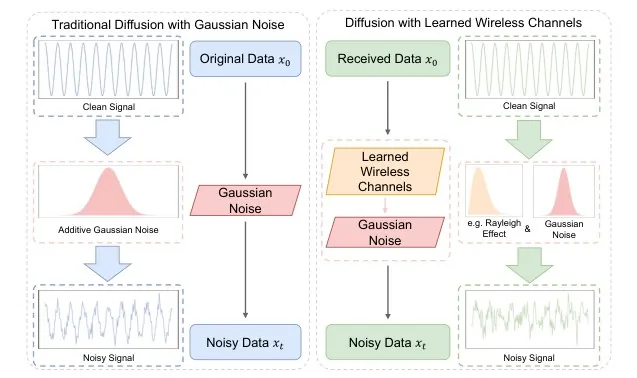 Traditional Diffusion with Gaussian Noise
Clean Signal
Original Data x₀
Additive Gaussian Noise
Gaussian
Noise
Noisy Signal
Noisy Data xₜ
Diffusion with Learned Wireless Channels
Received Data x₀
Clean Signal
Learned
Wireless
Channels
Gaussian
Noise
e.g. Rayleigh
Effect
&
Gaussian
Noise
Noisy Data xₜ
Noisy Signal